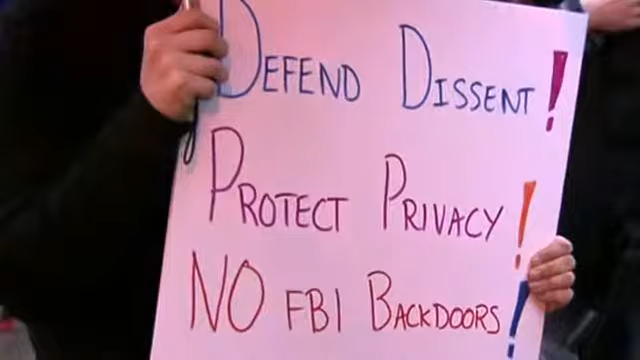 DEFEND DISSENT!
PROTECT PRIVACY!
NO FBI BACKDOORS!